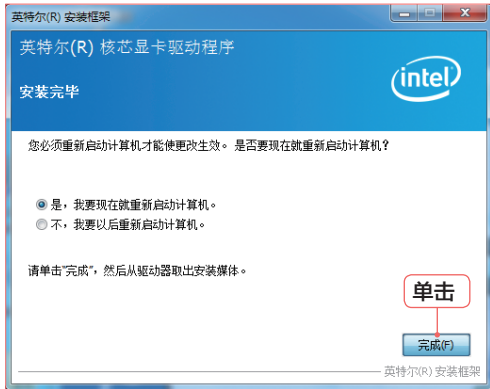 英特尔(R) 安装框架
英特尔(R) 核芯显卡驱动程序
intel
安装完毕
您必须重新启动计算机才能使更改生效。 是否要现在就重新启动计算机?
是，我要现在就重新启动计算机。
不，我要以后重新启动计算机。
请单击“完成”，然后从驱动器取出安装媒体。
单击
完成(F)
英特尔(R) 安装框架